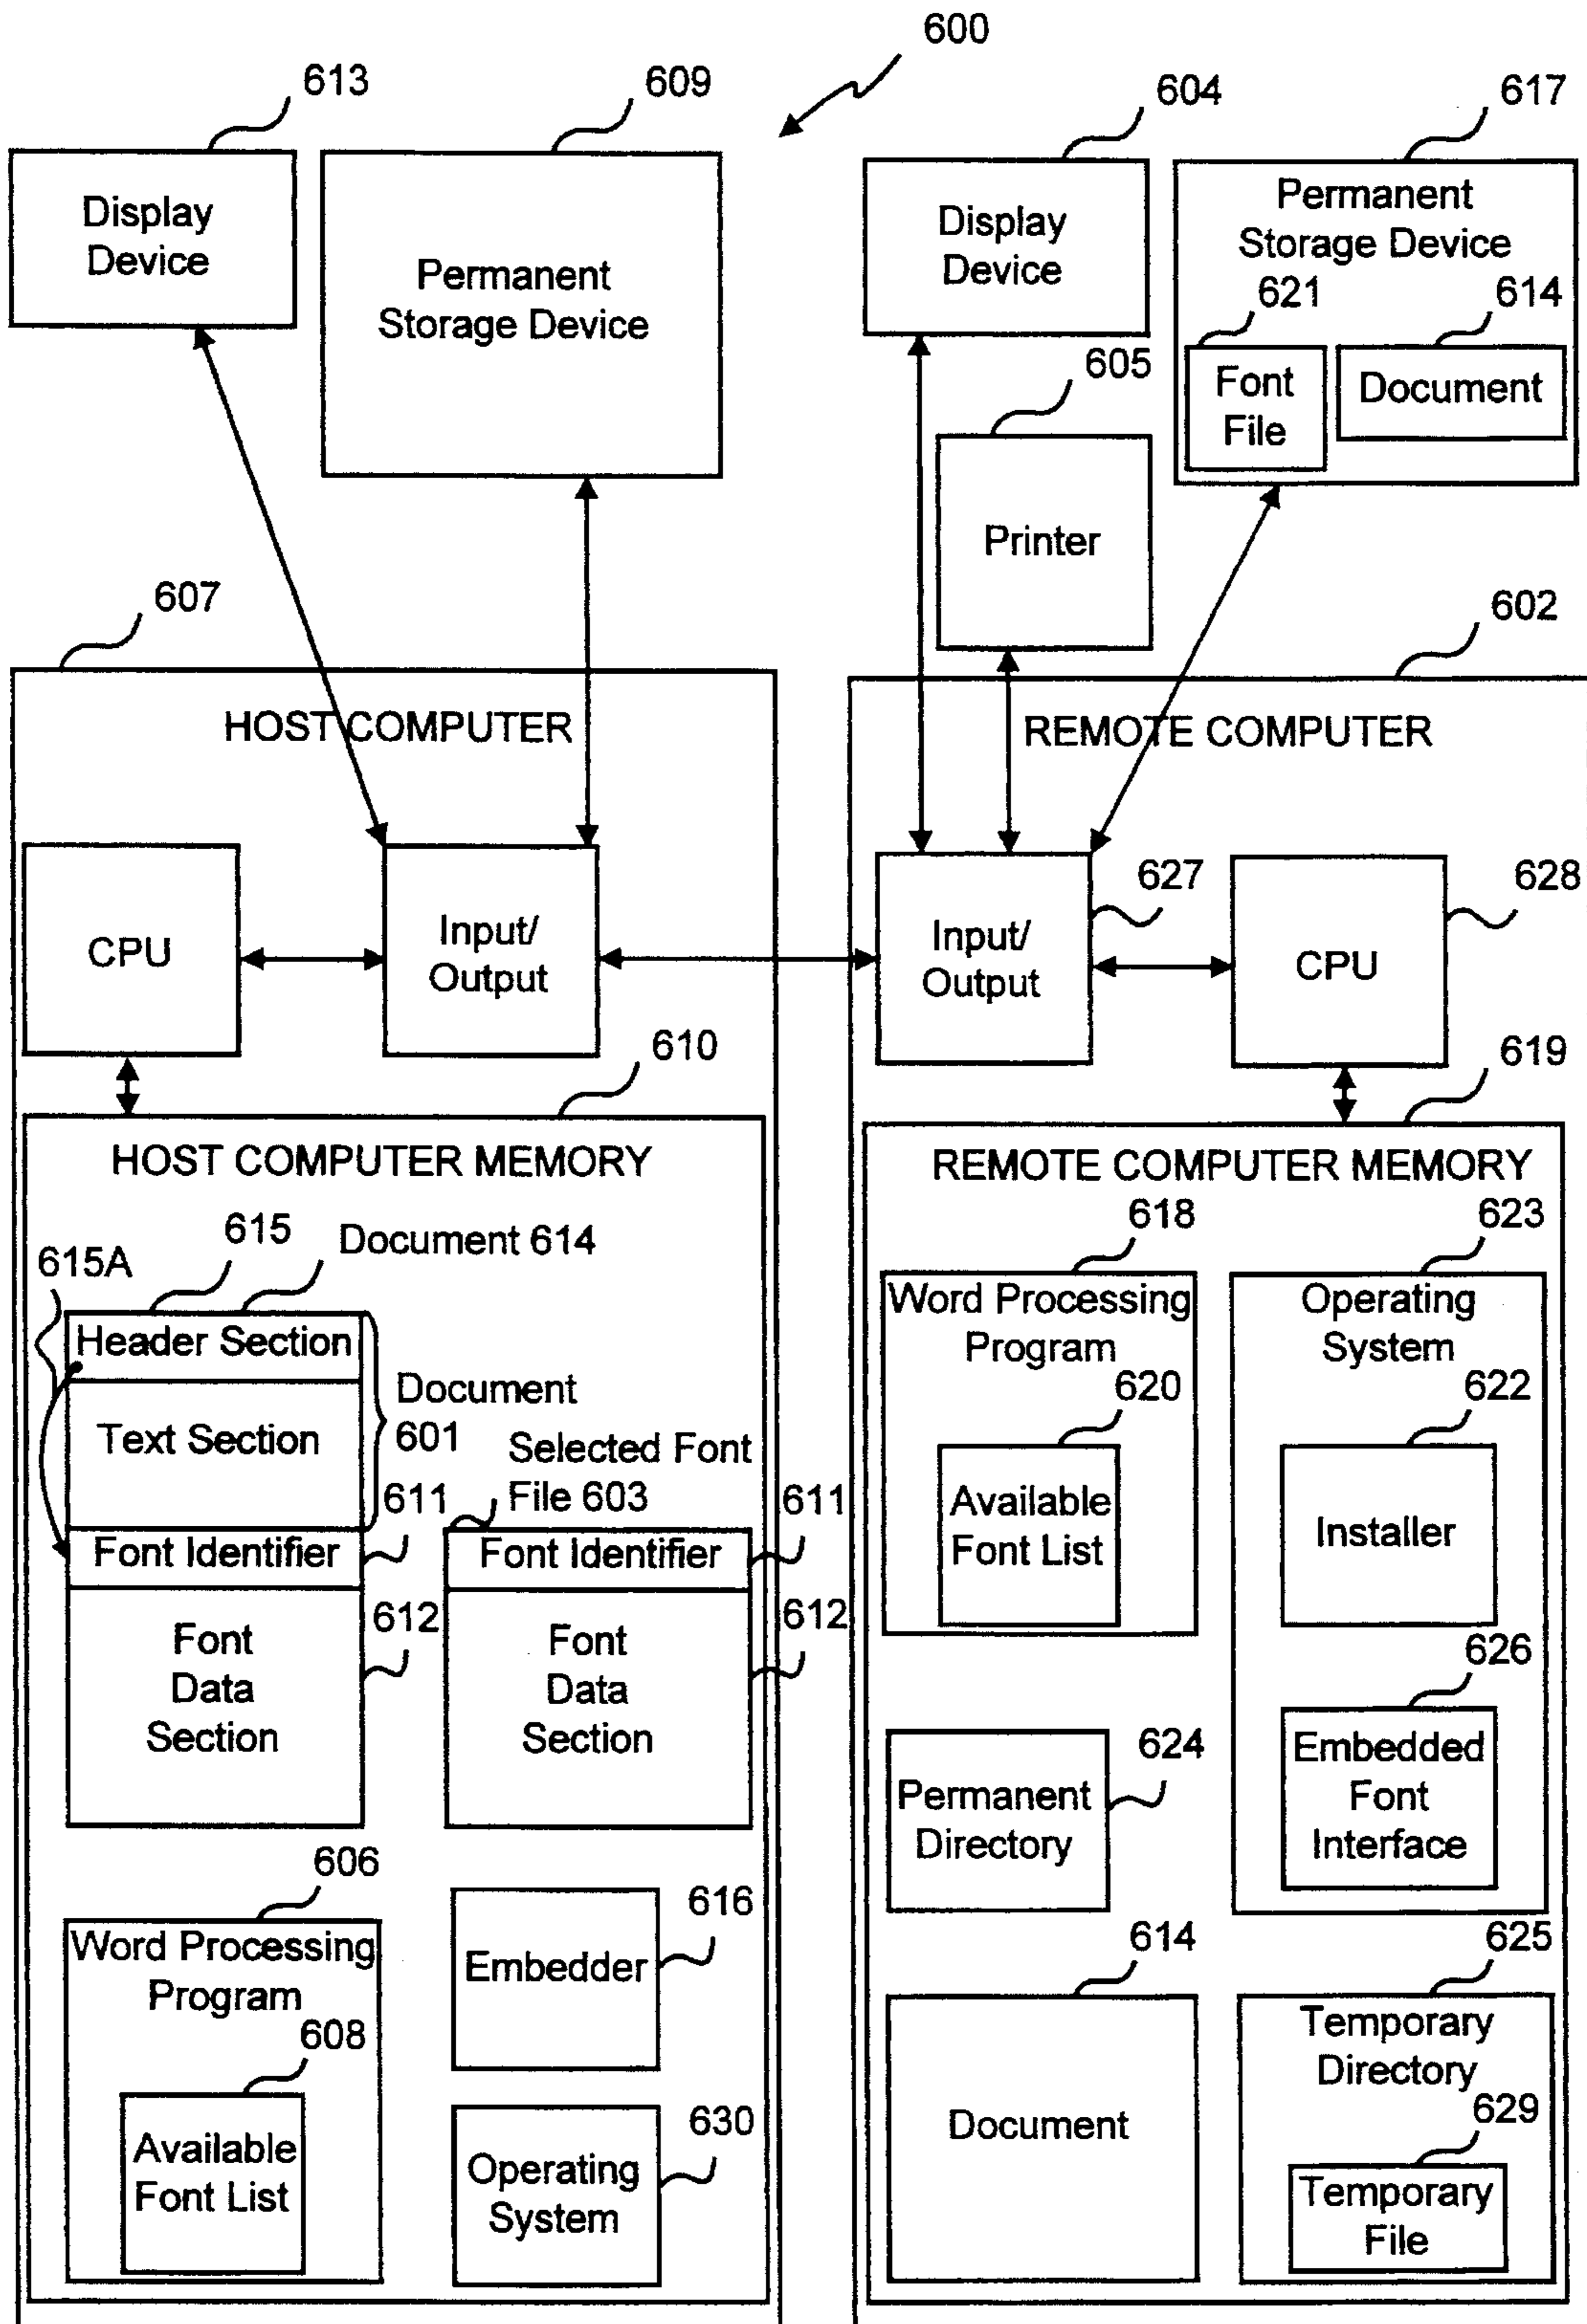 600
613
609
604
617
Display
Device
Permanent
Storage Device
Display
Device
Permanent
Storage Device
621
614
Font
File
Document
605
Printer
607
602
HOST COMPUTER
REMOTE COMPUTER
CPU
Input/
Output
Input/
Output
627
CPU
628
610
619
HOST COMPUTER MEMORY
REMOTE COMPUTER MEMORY
615A
615
Document 614
Header Section
Text Section
Document
601
Selected Font
File 603
Font Identifier
611
Font Identifier
611
Font
Data
Section
612
Font
Data
Section
612
606
Word Processing
Program
608
Available
Font List
616
Embedder
630
Operating
System
618
Word Processing
Program
620
Available
Font List
623
Operating
System
622
Installer
626
Embedded
Font
Interface
624
Permanent
Directory
614
Document
625
Temporary
Directory
629
Temporary
File